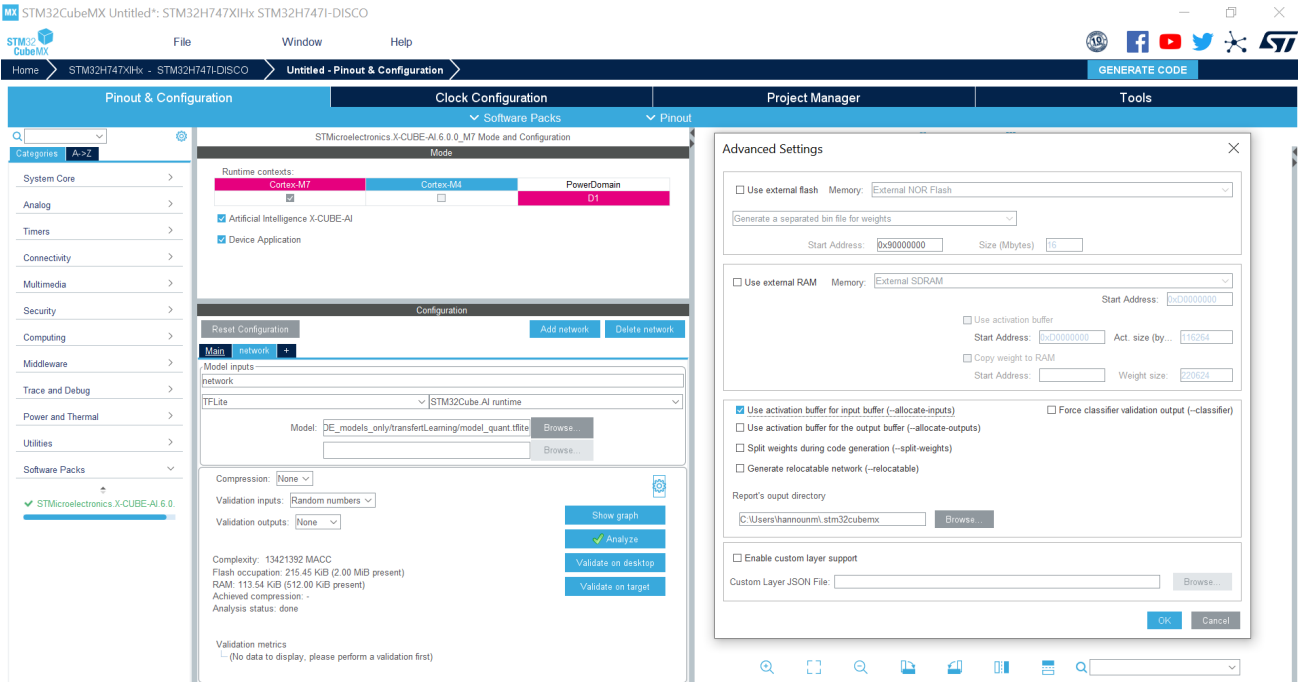 MX STM32CubeMX Untitled*: STM32H747XIHx STM32H747I-DISCO
STM32 CubeMX
File Window Help
10
Home STM32H747XIHx - STM32H747I-DISCO Untitled - Pinout & Configuration GENERATE CODE
Pinout & Configuration Clock Configuration Project Manager Tools
Software Packs Pinout
Categories A->Z
System Core
Analog
Timers
Connectivity
Multimedia
Security
Computing
Middleware
Trace and Debug
Power and Thermal
Utilities
Software Packs
STMicroelectronics.X-CUBE-AI.6.0.
STMicroelectronics.X-CUBE-AI.6.0.0_M7 Mode and Configuration
Mode
Runtime contexts:
Cortex-M7 Cortex-M4 PowerDomain
D1
Artificial Intelligence X-CUBE-AI
Device Application
Configuration
Reset Configuration Add network Delete network
Main network +
Model inputs
network
TFLite STM32Cube.AI runtime
Model: DE_models_only/transfertLearning/model_quant.tflite Browse...
Browse...
Compression: None
Validation inputs: Random numbers
Validation outputs: None
Show graph
Analyze
Validate on desktop
Validate on target
Complexity: 13421392 MACC
Flash occupation: 215.45 KiB (2.00 MiB present)
RAM: 113.54 KiB (512.00 KiB present)
Achieved compression: -
Analysis status: done
Validation metrics
(No data to display, please perform a validation first)
Advanced Settings
Use external flash Memory: External NOR Flash
Generate a separated bin file for weights
Start Address: 0x90000000 Size (Mbytes) 16
Use external RAM Memory: External SDRAM
Start Address: 0xD0000000
Use activation buffer
Start Address: 0xD0000000 Act. size (by... 116264
Copy weight to RAM
Start Address: Weight size: 220624
Use activation buffer for input buffer (--allocate-inputs) Force classifier validation output (--classifier)
Use activation buffer for the output buffer (--allocate-outputs)
Split weights during code generation (--split-weights)
Generate relocatable network (--relocatable)
Report's ouput directory
C:\Users\hannounm\.stm32cubemx Browse...
Enable custom layer support
Custom Layer JSON File: Browse...
OK Cancel